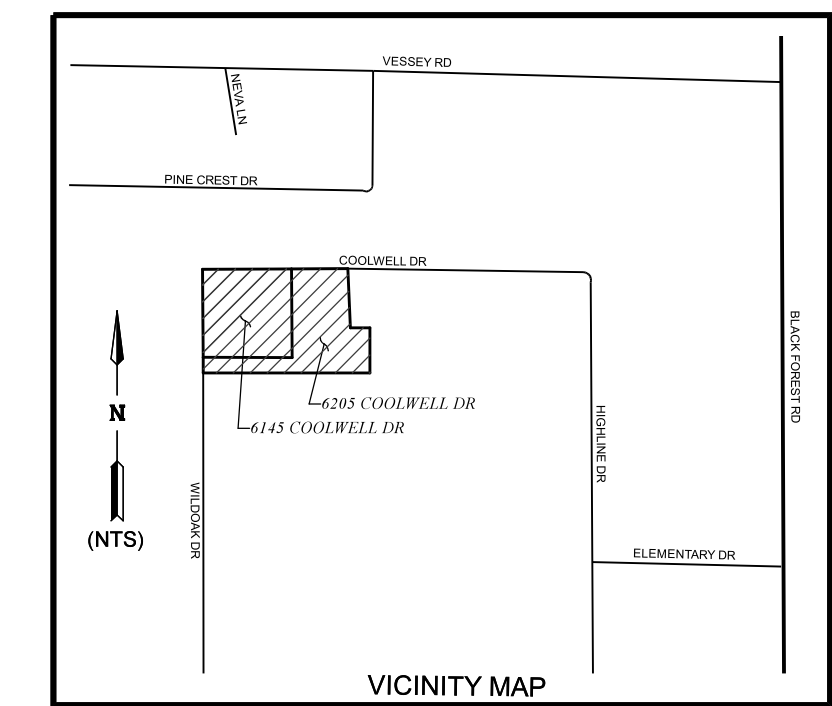 VESSEY RD
NEVA LN
PINE CREST DR
COOLWELL DR
BLACK FOREST RD
6205 COOLWELL DR
N
6145 COOLWELL DR
HIGHLINE DR
WILDOAK DR
(NTS)
ELEMENTARY DR
VICINITY MAP